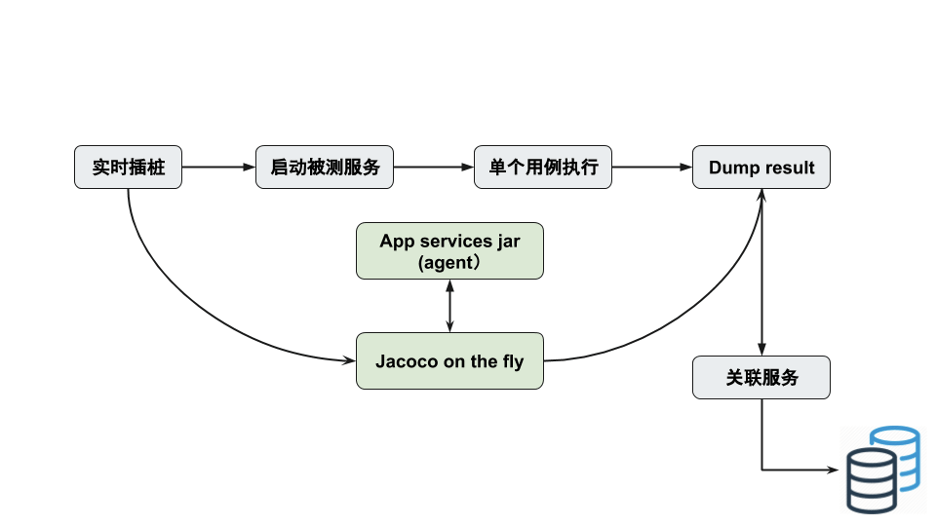 实时插桩
启动被测服务
单个用例执行
Dump result
App services jar
(agent）
Jacoco on the fly
关联服务